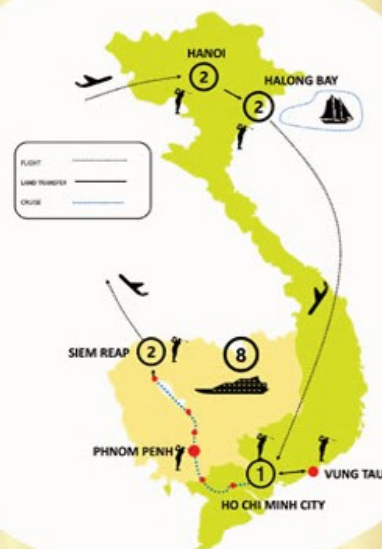 HANOI
2
HALONG BAY
2
FLIGHT
LAND TRANSFER
CRUISE
SIEM REAP
2
8
PHNOM PENH
1
VUNG TAU
HO CHI MINH CITY